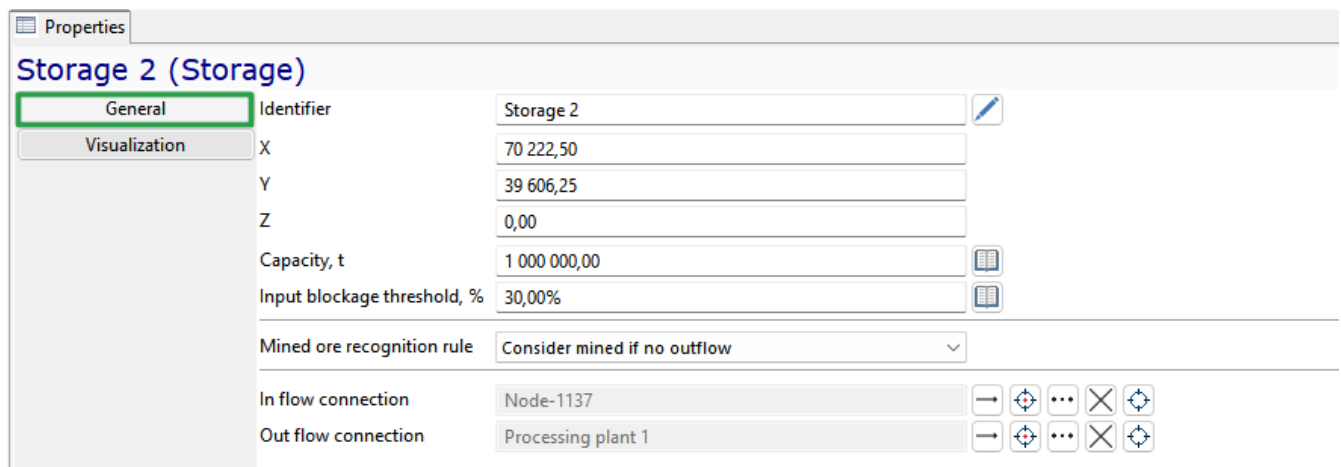 Properties
Storage 2 (Storage)
General
Visualization
Identifier Storage 2
X 70 222,50
Y 39 606,25
Z 0,00
Capacity, t 1 000 000,00
Input blockage threshold, % 30,00%
Mined ore recognition rule Consider mined if no outflow
In flow connection Node-1137
Out flow connection Processing plant 1